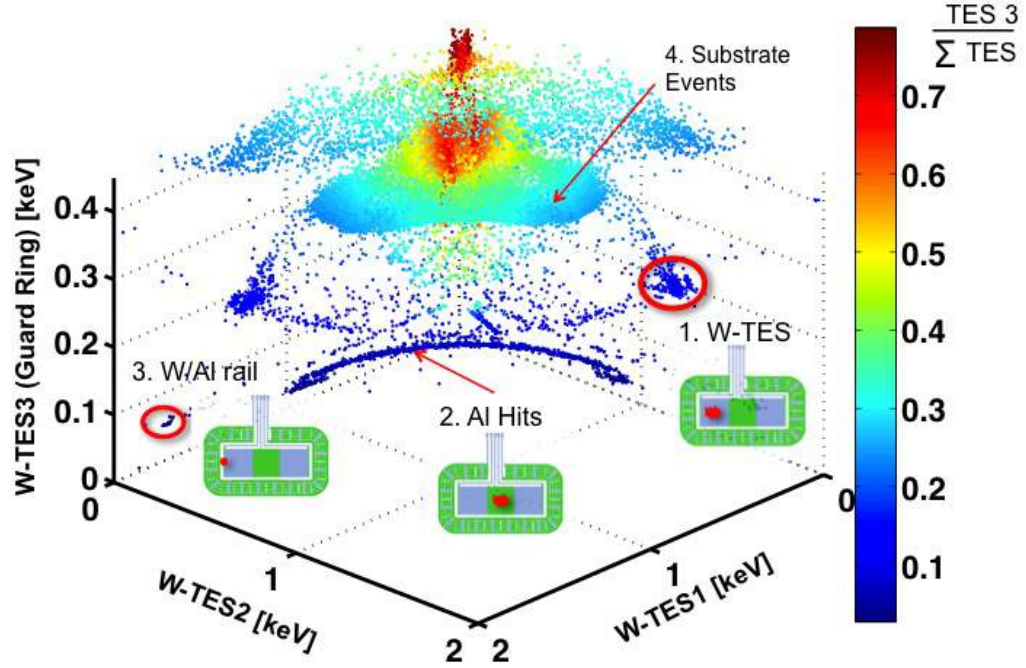 TES 3
∑ TES
4. Substrate
Events
0.7
0.6
0.5
0.4
0.3
0.2
0.1
W-TES3 (Guard Ring) [keV]
0.4
0.3
0.2
0.1
0
1. W-TES
3. W/Al rail
2. Al Hits
0
1
2
W-TES2 [keV]
2
1
0
W-TES1 [keV]